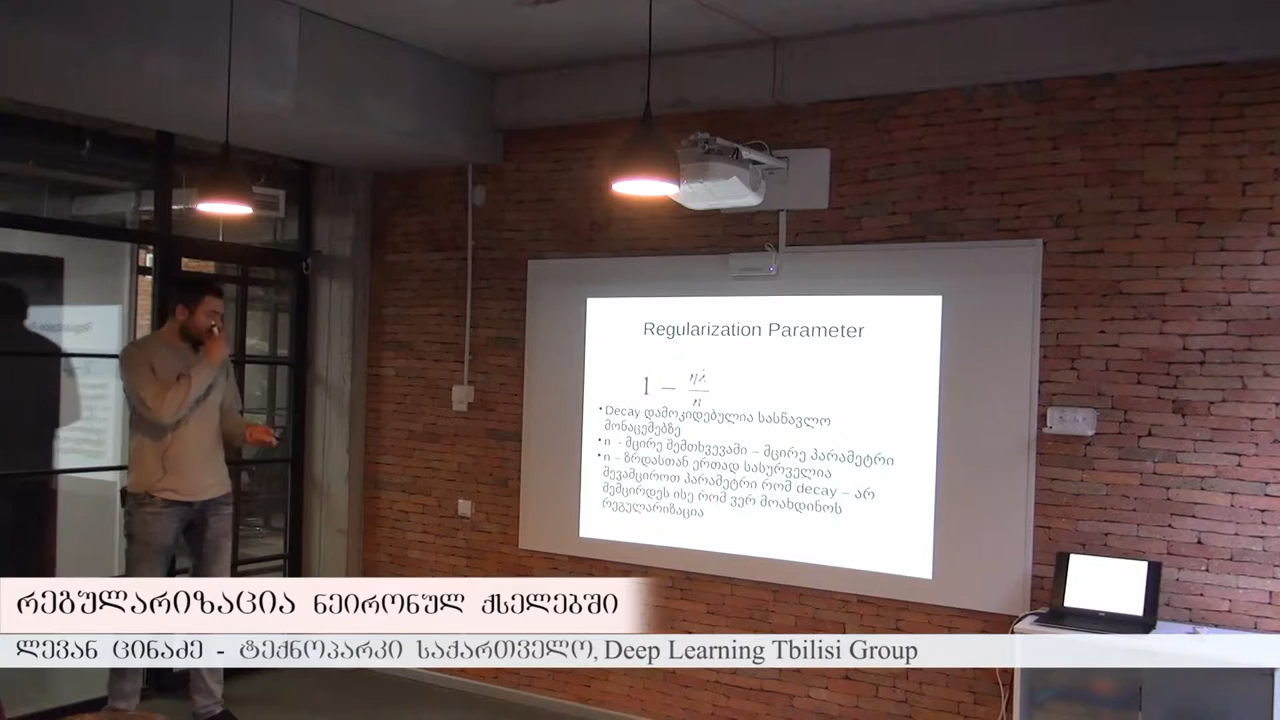 Regularization Parameter
1 − ηλ/n
• Decay დამოკიდებულია სასწავლო
მონაცემებზე
• n - მცირე შემთხვევაში – მცირე პარამეტრი
• n – ზრდასთან ერთად სასურველია
შევამციროთ პარამეტრი რომ decay – არ
შემცირდეს ისე რომ ვერ მოახდინოს
რეგულარიზაცია
რეგულარიზაცია ნეირონულ ქსელებში
ლევან ცინაძე - ტექნოპარკი საქართველო, Deep Learning Tbilisi Group